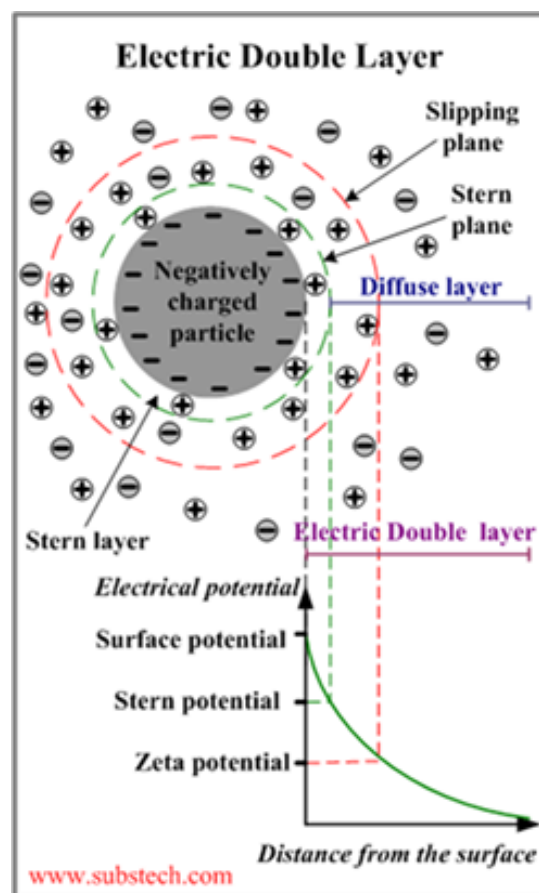 Electric Double Layer
Slipping
plane
Stern
plane
Negatively
charged
particle
Diffuse layer
Stern layer
Electric Double layer
Electrical potential
Surface potential
Stern potential
Zeta potential
Distance from the surface
www.substech.com